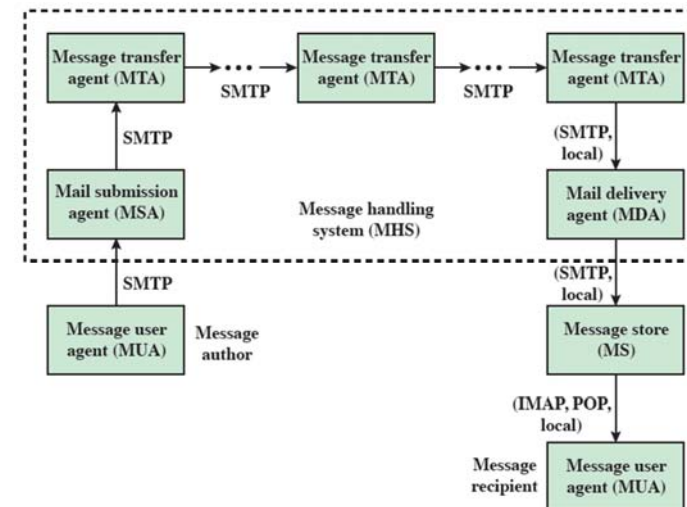 Message transfer
agent (MTA)
SMTP
Message transfer
agent (MTA)
SMTP
Message transfer
agent (MTA)
SMTP
(SMTP,
local)
Mail submission
agent (MSA)
Message handling
system (MHS)
Mail delivery
agent (MDA)
SMTP
(SMTP,
local)
Message user
agent (MUA)
Message
author
Message store
(MS)
(IMAP, POP,
local)
Message
recipient
Message user
agent (MUA)